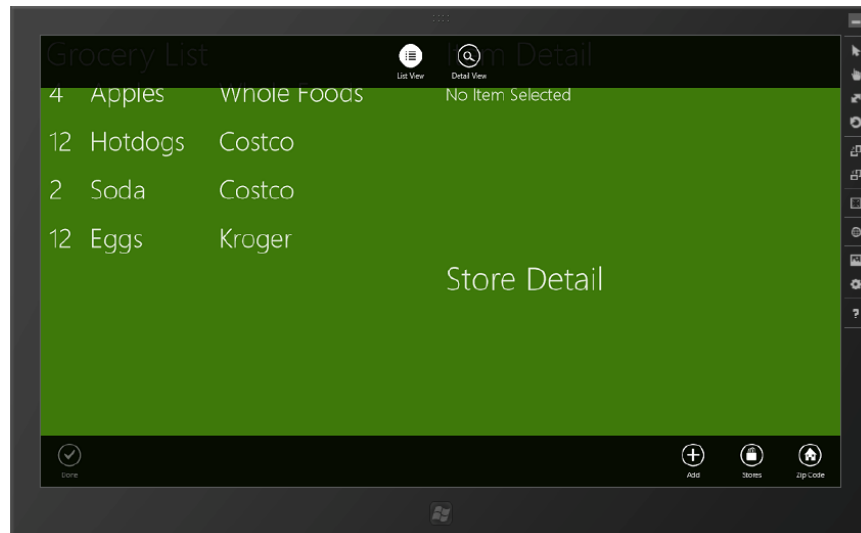 Grocery List
Item Detail
List View
Detail View
4 Apples Whole Foods
No Item Selected
12 Hotdogs Costco
2 Soda Costco
12 Eggs Kroger
Store Detail
Done
Add
Stores
Zip Code
?